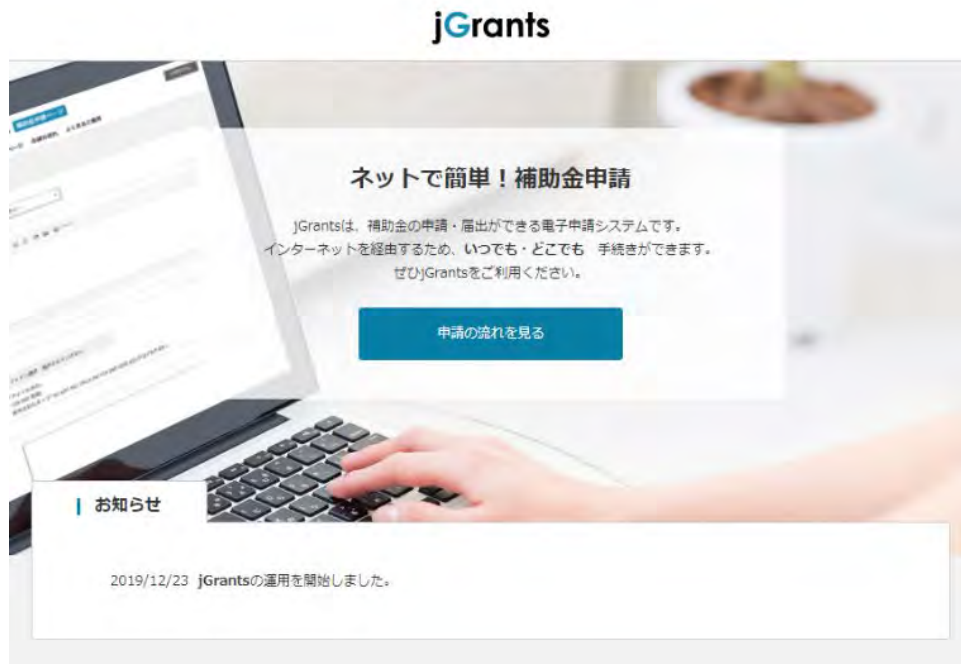 jGrants
ネットで簡単！補助金申請
jGrantsは、補助金の申請・届出ができる電子申請システムです。
インターネットを経由するため、いつでも・どこでも 手続きができます。
ぜひjGrantsをご利用ください。
申請の流れを見る
お知らせ
2019/12/23 jGrantsの運用を開始しました。